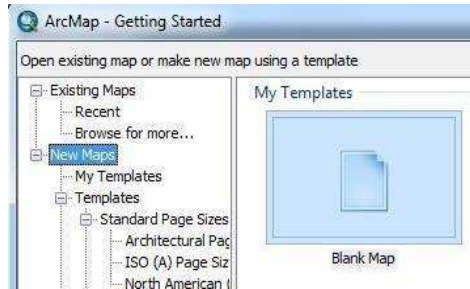 ArcMap - Getting Started
Open existing map or make new map using a template
Existing Maps
Recent
Browse for more...
New Maps
My Templates
Templates
Standard Page Sizes
Architectural Pag
ISO (A) Page Siz
North American (
My Templates
Blank Map